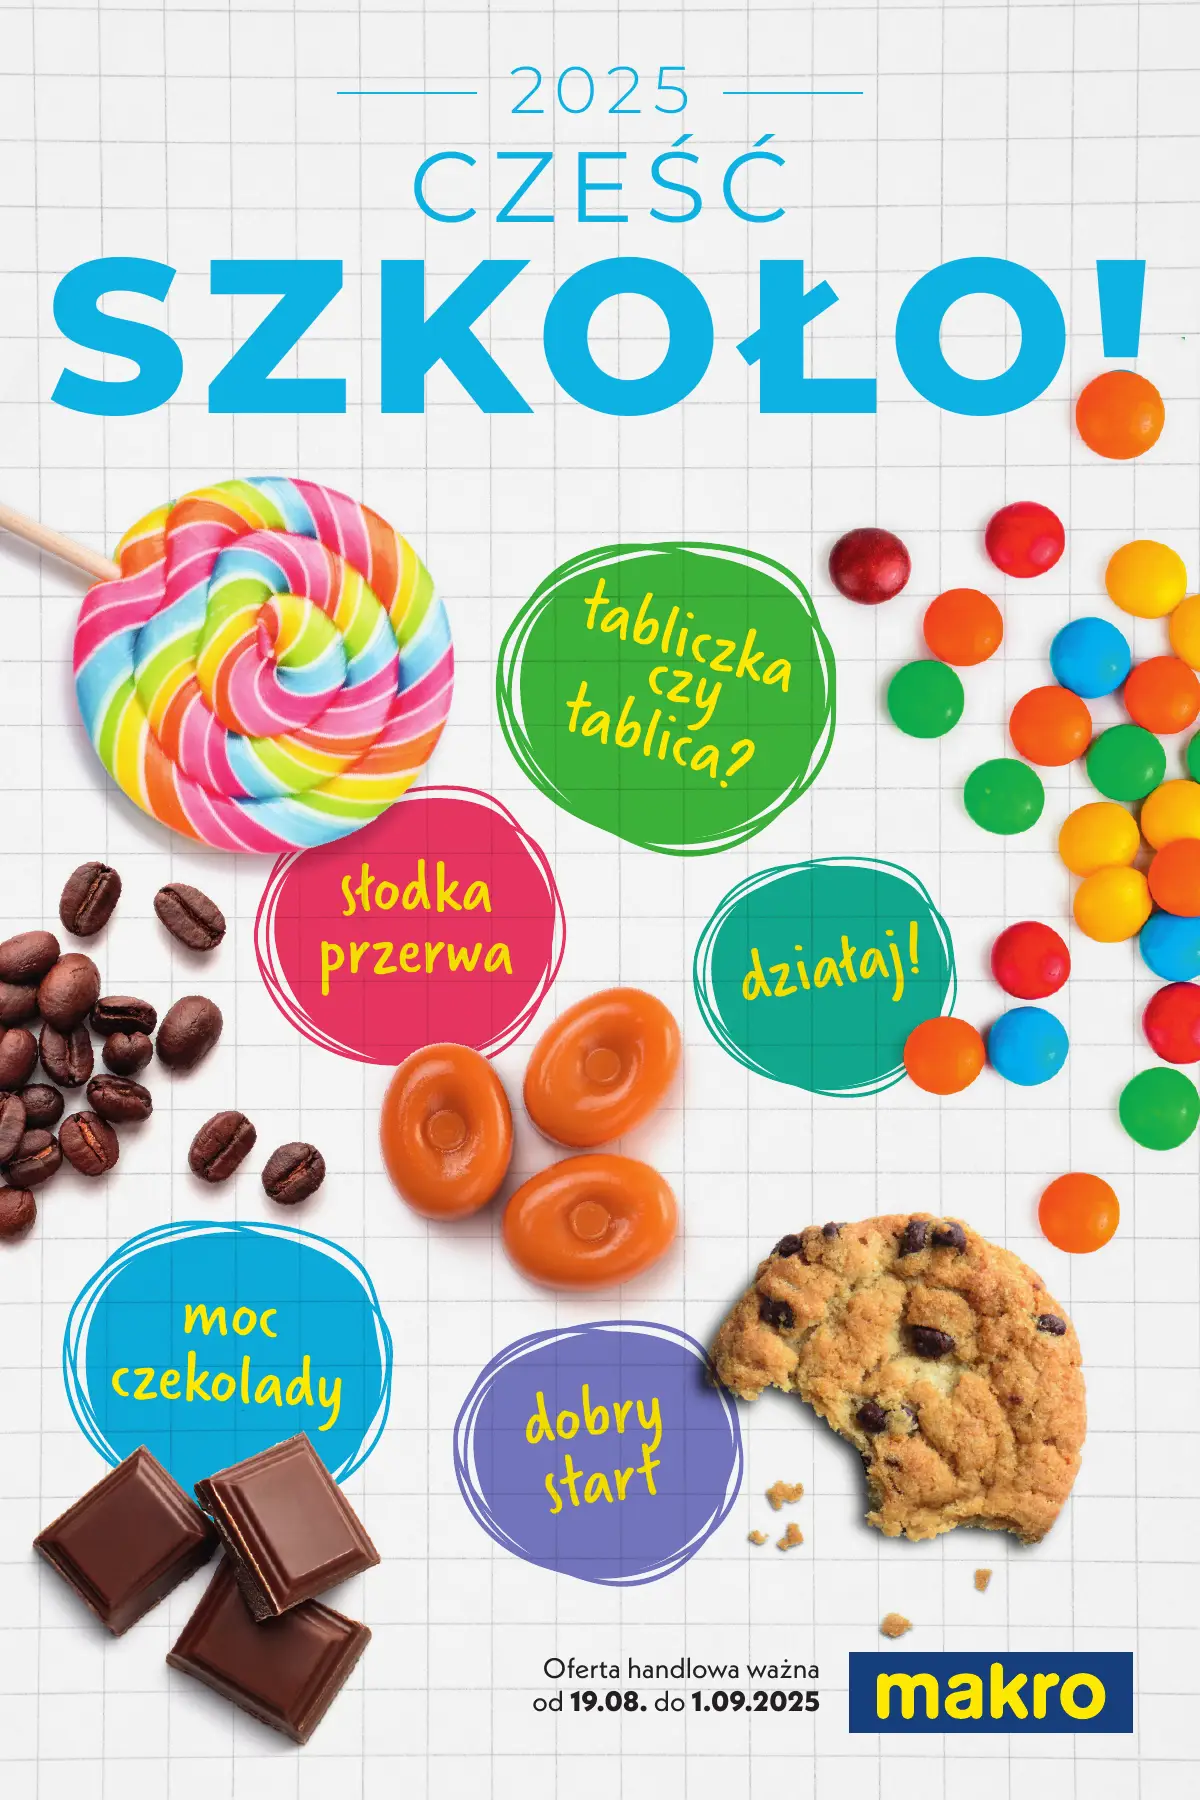 2025
CZEŚĆ
SZKOŁO!
tabliczka
czy
tablica?
słodka
przerwa
działaj!
moc
czekolady
dobry
start
Oferta handlowa ważna
od 19.08. do 1.09.2025
makro